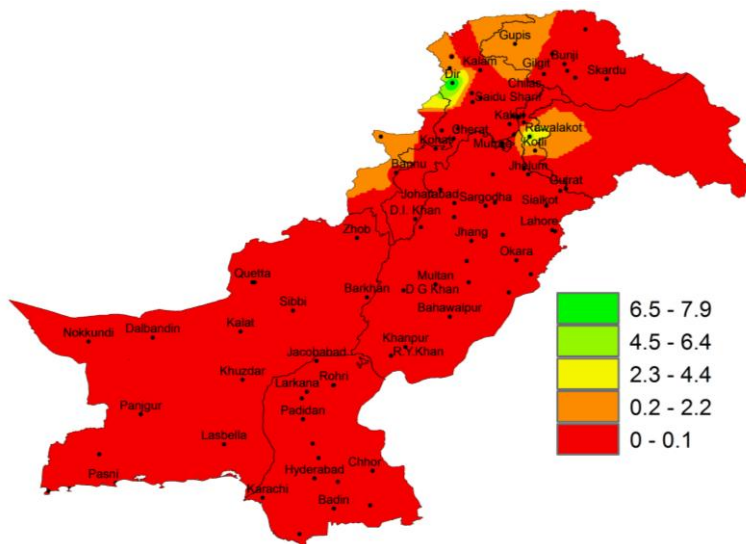 Gupis
Kalam
Gilgit
Bunji
Dir
Chilas
Skardu
Saidu Sharif
Kakul
Rawalakot
Cherat
Kohat
Kotli
Bannu
Jhelum
Joharabad
Gujrat
Sargodha
Sialkot
D.I. Khan
Lahore
Zhob
Jhang
Okara
Quetta
Multan
D G Khan
Barkhan
Sibbi
Bahawalpur
6.5 - 7.9
Nokkundi
Dalbandin
Kalat
4.5 - 6.4
Khanpur
R.Y.Khan
2.3 - 4.4
Jacobabad
Khuzdar
Rohri
Larkana
0.2 - 2.2
Panjgur
Padidan
0 - 0.1
Lasbella
Pasni
Hyderabad
Chhor
Karachi
Badin